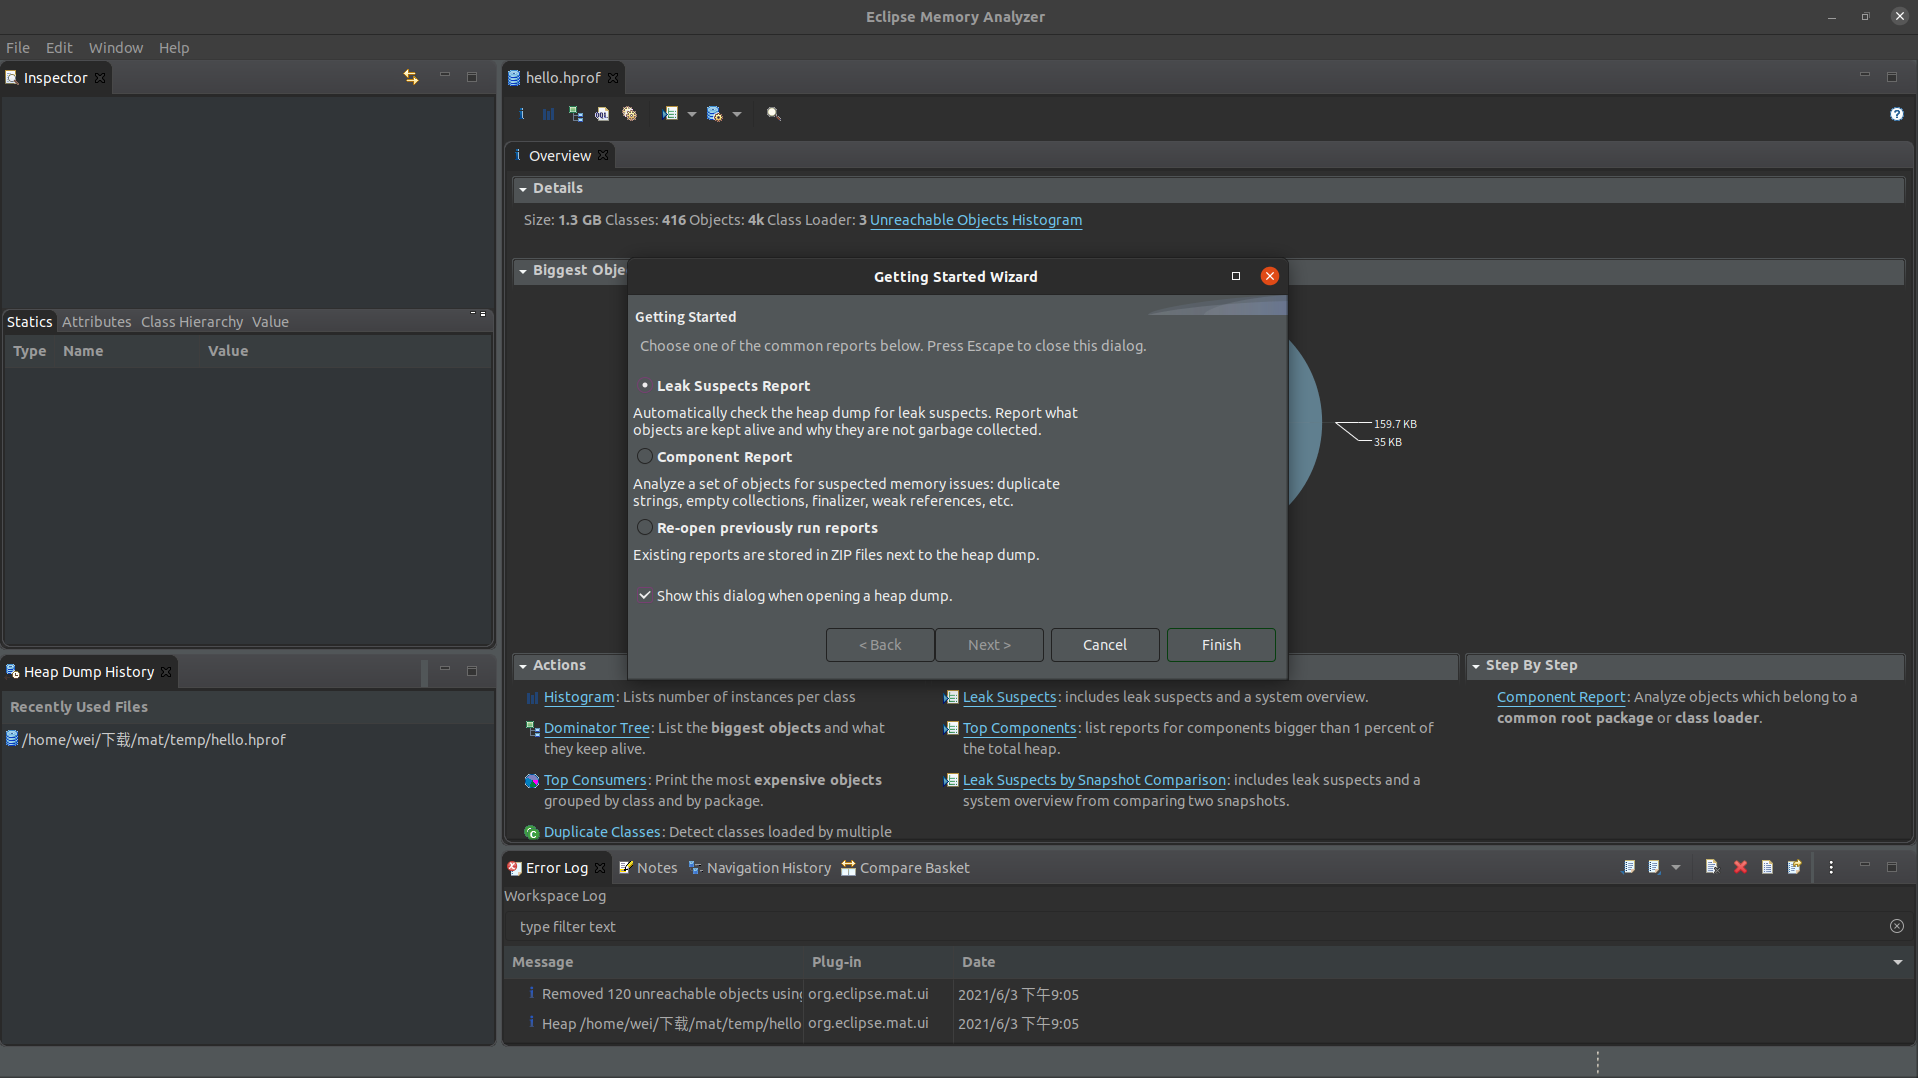 Eclipse Memory Analyzer
File Edit Window Help
Inspector
Statics Attributes Class Hierarchy Value
Type Name Value
Heap Dump History
Recently Used Files
/home/wei/下载/mat/temp/hello.hprof
hello.hprof
Overview
Details
Size: 1.3 GB Classes: 416 Objects: 4k Class Loader: 3 Unreachable Objects Histogram
Biggest Obje
159.7 KB
35 KB
Getting Started Wizard
Getting Started
Choose one of the common reports below. Press Escape to close this dialog.
Leak Suspects Report
Automatically check the heap dump for leak suspects. Report what
objects are kept alive and why they are not garbage collected.
Component Report
Analyze a set of objects for suspected memory issues: duplicate
strings, empty collections, finalizer, weak references, etc.
Re-open previously run reports
Existing reports are stored in ZIP files next to the heap dump.
Show this dialog when opening a heap dump.
< Back Next > Cancel Finish
Actions
Histogram: Lists number of instances per class
Dominator Tree: List the biggest objects and what
they keep alive.
Top Consumers: Print the most expensive objects
grouped by class and by package.
Duplicate Classes: Detect classes loaded by multiple
Leak Suspects: includes leak suspects and a system overview.
Top Components: list reports for components bigger than 1 percent of
the total heap.
Leak Suspects by Snapshot Comparison: includes leak suspects and a
system overview from comparing two snapshots.
Step By Step
Component Report: Analyze objects which belong to a
common root package or class loader.
Error Log Notes Navigation History Compare Basket
Workspace Log
type filter text
Message Plug-in Date
Removed 120 unreachable objects using org.eclipse.mat.ui 2021/6/3 下午9:05
Heap /home/wei/下载/mat/temp/hello org.eclipse.mat.ui 2021/6/3 下午9:05